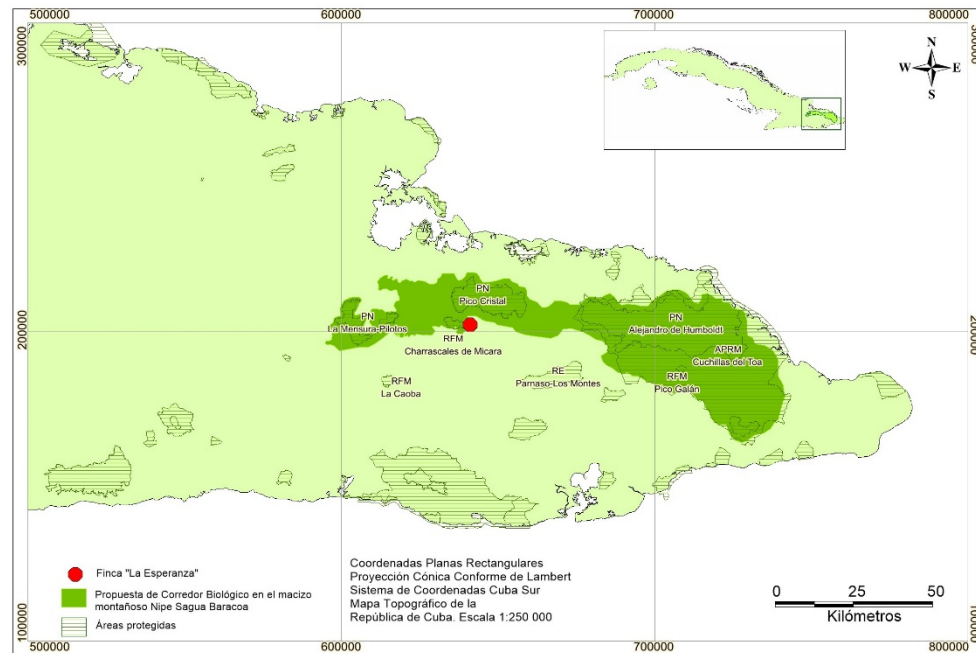 500000 600000 700000 800000
300000
N
W E
S
PN
Pico Cristal
PN
La Mensura-Pilotos
PN
Alejandro de Humboldt
200000
RFM
Charrascales de Micara
APRM
Cuchillas del Toa
RE
Parnaso-Los Montes
RFM
Pico Galán
RFM
La Caoba
Finca "La Esperanza"
Propuesta de Corredor Biológico en el macizo
montañoso Nipe Sagua Baracoa
Áreas protegidas
Coordenadas Planas Rectangulares
Proyección Cónica Conforme de Lambert
Sistema de Coordenadas Cuba Sur
Mapa Topográfico de la
República de Cuba. Escala 1:250 000
0 25 50
Kilómetros
100000
500000 600000 700000 800000